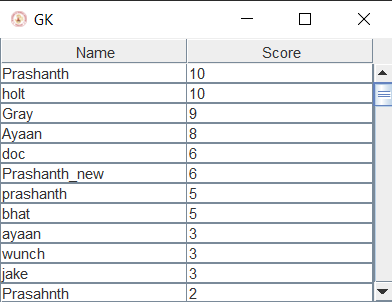 GK
Name Score
Prashanth 10
holt 10
Gray 9
Ayaan 8
doc 6
Prashanth_new 6
prashanth 5
bhat 5
ayaan 3
wunch 3
jake 3
Prasahnth 2